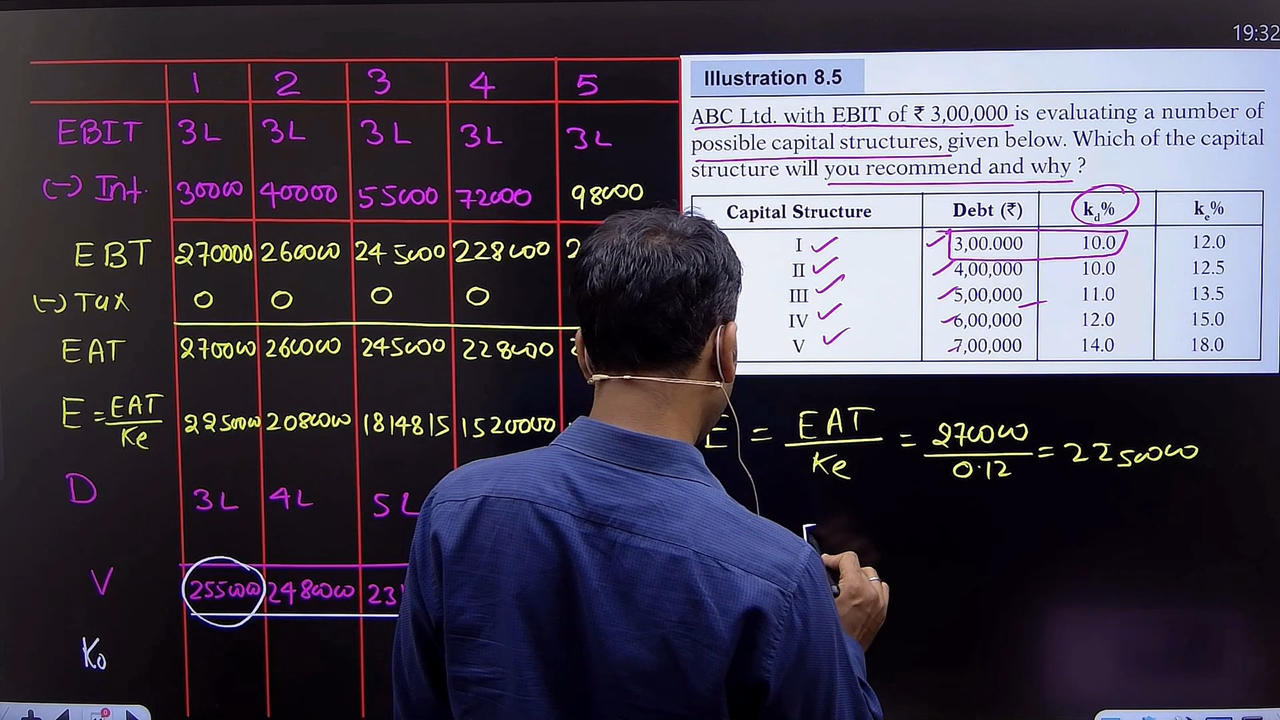 19:32
1 2 3 4 5
EBIT 3L 3L 3L 3L 3L
(-) Int. 30000 40000 55000 72000 98000
EBT 270000 260000 245000 228000 2
(-) Tax 0 0 0 0
EAT 270000 260000 245000 228000
E = EAT/Ke 2250000 2080000 1814815 1520000
D 3L 4L 5L
V 2550000 2480000 23
Ko
Illustration 8.5
ABC Ltd. with EBIT of ₹ 3,00,000 is evaluating a number of
possible capital structures, given below. Which of the capital
structure will you recommend and why ?
Capital Structure Debt (₹) kd% ke%
I 3,00.000 10.0 12.0
II 4,00,000 10.0 12.5
III 5,00,000 11.0 13.5
IV 6,00,000 12.0 15.0
V 7,00,000 14.0 18.0
E = EAT/Ke = 270000/0.12 = 2250000